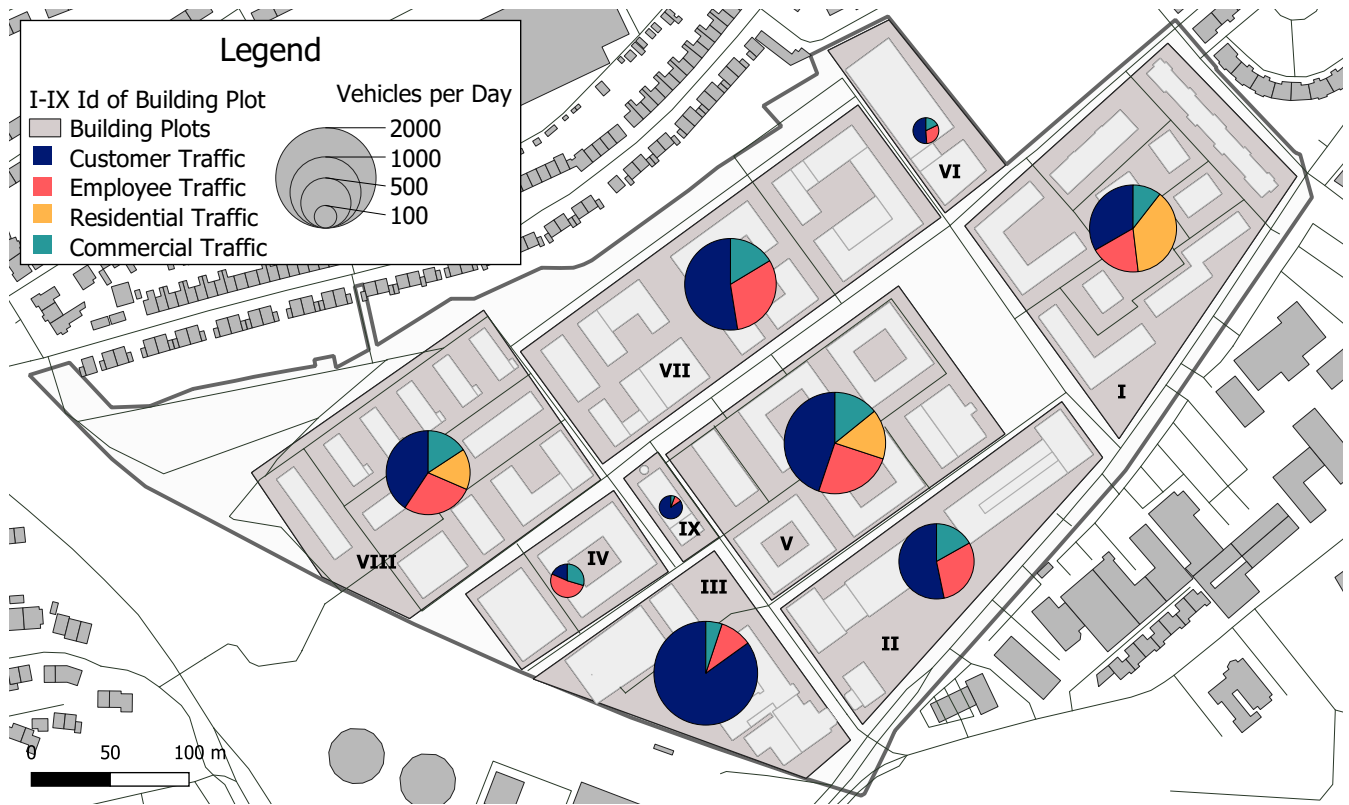 Legend
I-IX Id of Building Plot
Building Plots
Customer Traffic
Employee Traffic
Residential Traffic
Commercial Traffic
Vehicles per Day
2000
1000
500
100
VI
I
VII
V
IX
IV
VIII
III
II
0 50 100 m